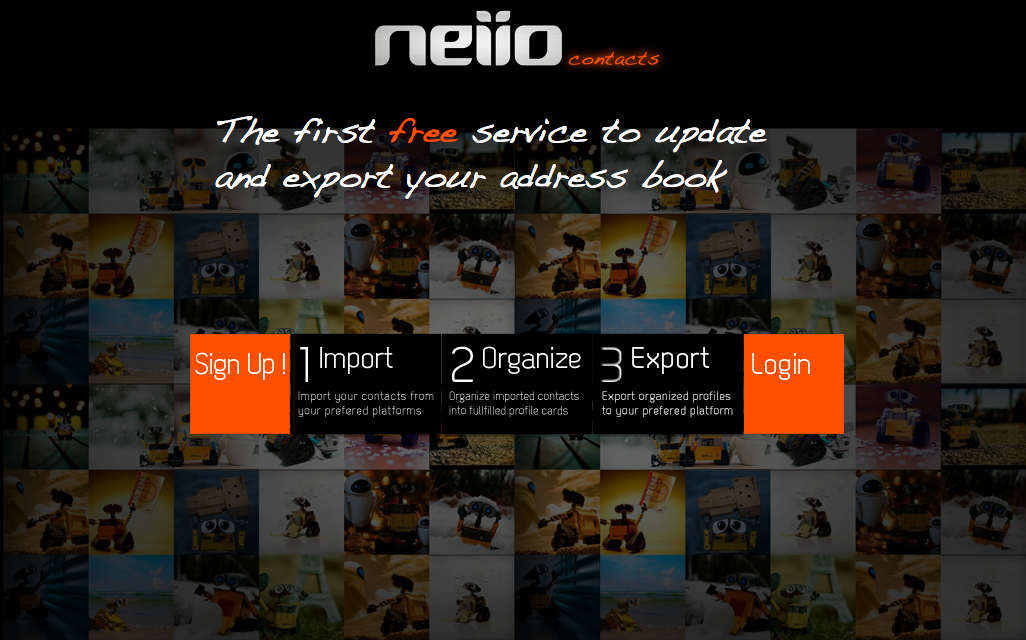 neiio contacts
The first free service to update
and export your address book
Sign Up !
1 Import
Import your contacts from
your prefered platforms
2 Organize
Organize imported contacts
into fullfilled profile cards
3 Export
Export organized profiles
to your prefered platform
Login